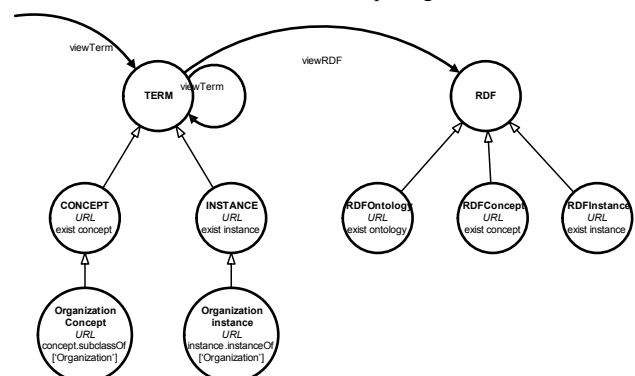 viewTerm
viewRDF
TERM
viewTerm
RDF
CONCEPT
URL
exist concept
INSTANCE
URL
exist instance
RDFOntology
URL
exist ontology
RDFConcept
URL
exist concept
RDFInstance
URL
exist instance
Organization
Concept
URL
concept.subclassOf
['Organization']
Organization
instance
URL
instance.instanceOf
['Organization']